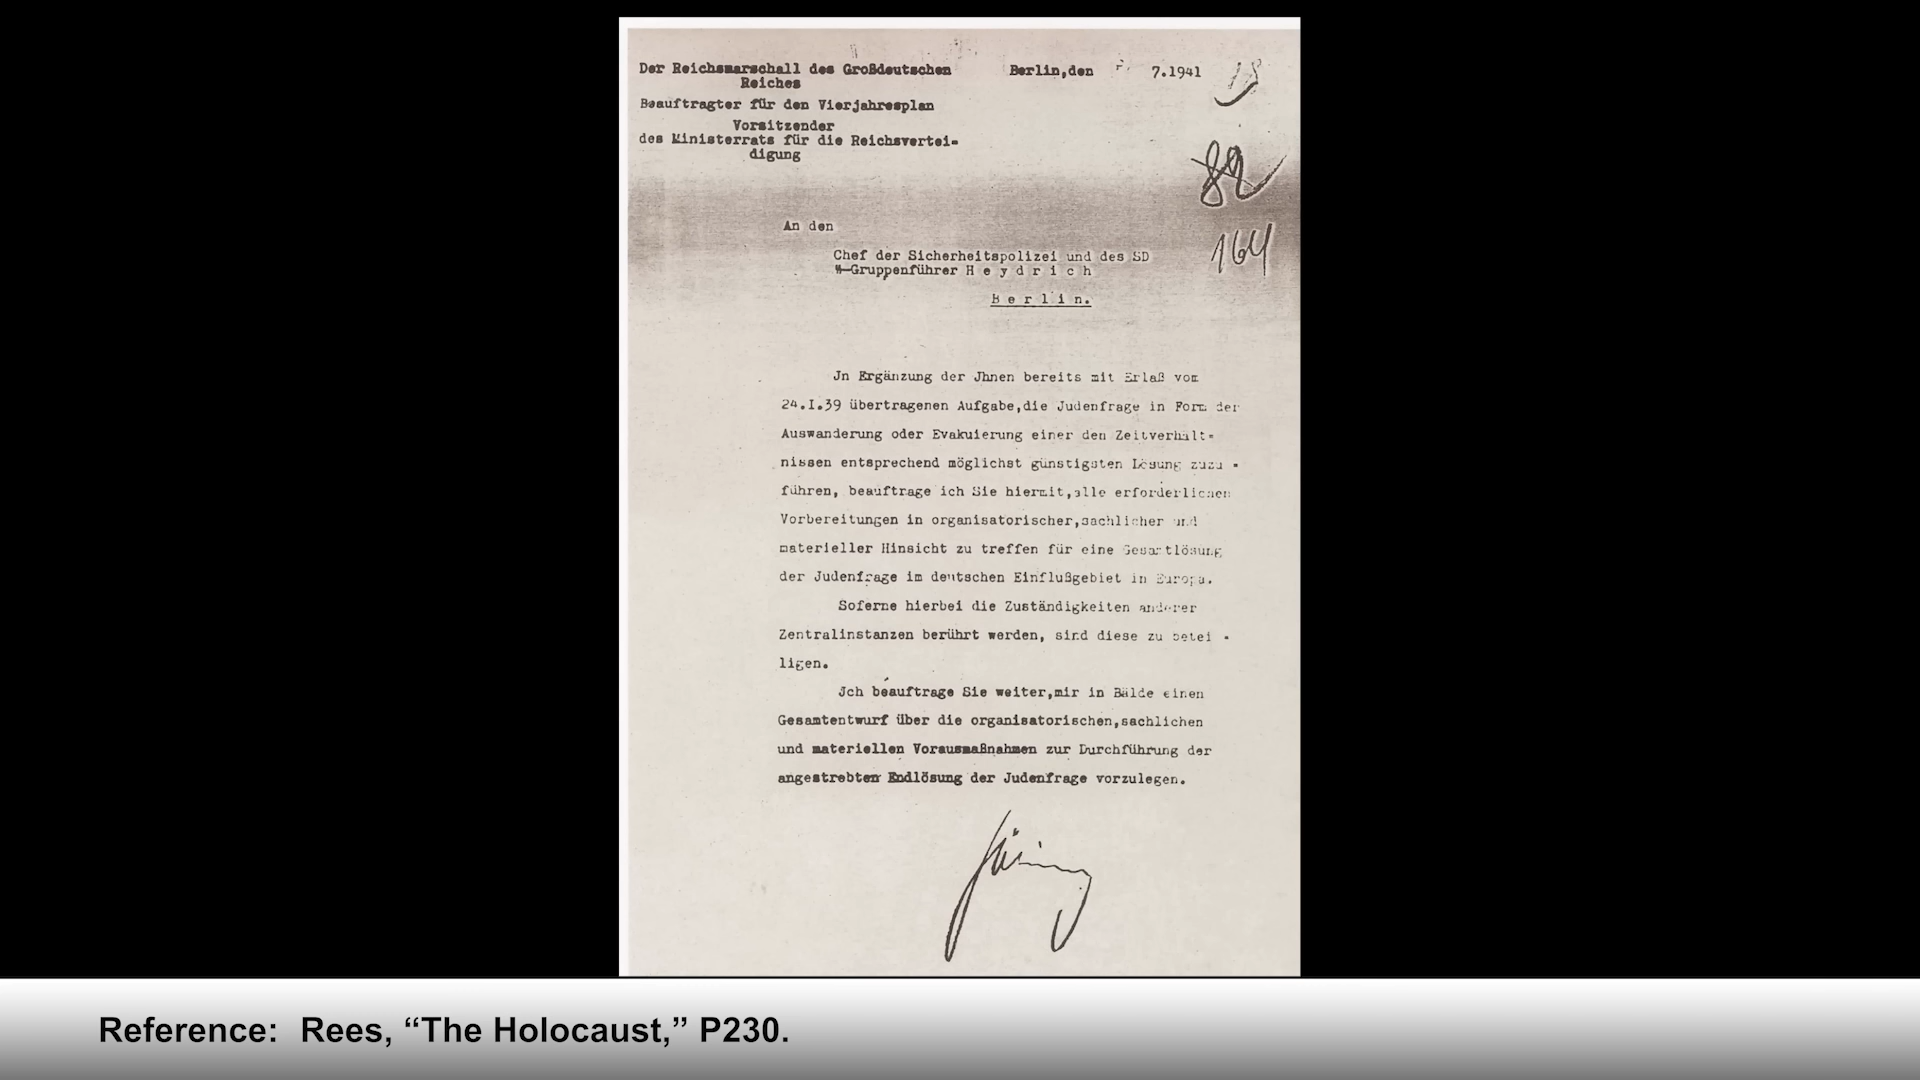 Der Reichsmarschall des Großdeutschen
Reiches
Berlin,den 7.1941
Beauftragter für den Vierjahresplan
Vorsitzender
des Ministerrats für die Reichsvertei-
digung
18
82
164
An den
Chef der Sicherheitspolizei und des SD
ᛋᛋ-Gruppenführer H e y d r i c h
B e r l i n.
Jn Ergänzung der Jhnen bereits mit Erlaß vom
24.I.39 übertragenen Aufgabe,die Judenfrage in Form der
Auswanderung oder Evakuierung einer den Zeitverhält-
nissen entsprechend möglichst günstigsten Lösung zuzu -
führen, beauftrage ich Sie hiermit,alle erforderlichen
Vorbereitungen in organisatorischer,sachlicher und
materieller Hinsicht zu treffen für eine Gesamtlösung
der Judenfrage im deutschen Einflußgebiet in Europa.
Soferne hierbei die Zuständigkeiten anderer
Zentralinstanzen berührt werden, sind diese zu betei -
ligen.
Jch beauftrage Sie weiter,mir in Bälde einen
Gesamtentwurf über die organisatorischen,sachlichen
und materiellen Vorausmaßnahmen zur Durchführung der
angestrebten Endlösung der Judenfrage vorzulegen.
Göring
Reference: Rees, “The Holocaust,” P230.